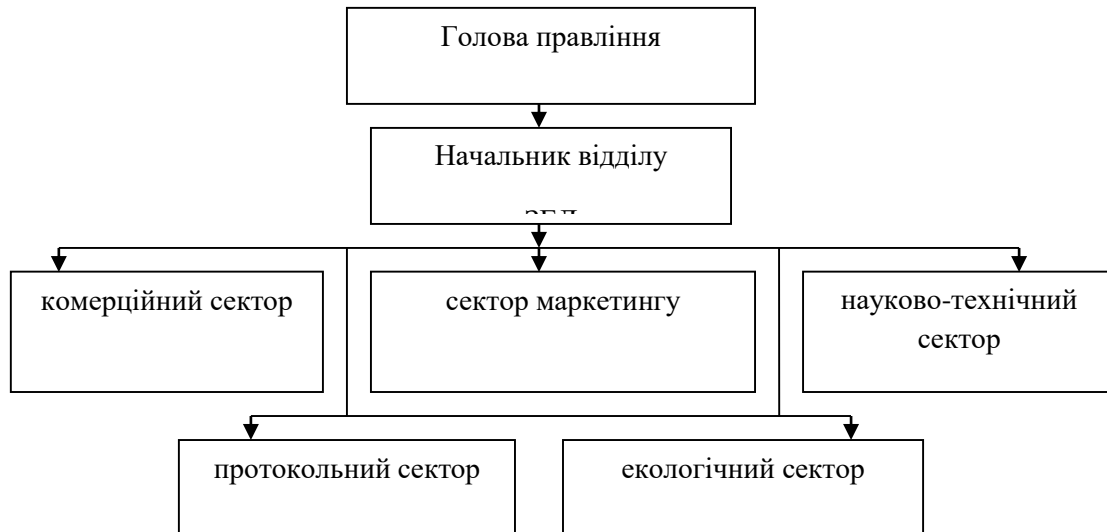 Голова правління
Начальник відділу
комерційний сектор
сектор маркетингу
науково-технічний
сектор
протокольний сектор
екологічний сектор